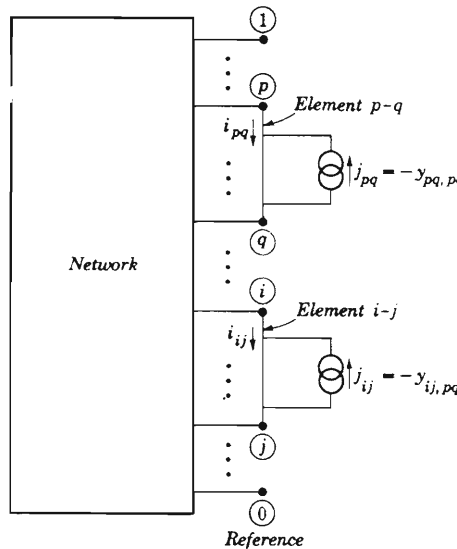 1
p
Element p-q
i_pq
j_pq = - y_pq, p
q
Network
i
Element i-j
i_ij
j_ij = - y_ij, pq
j
0
Reference